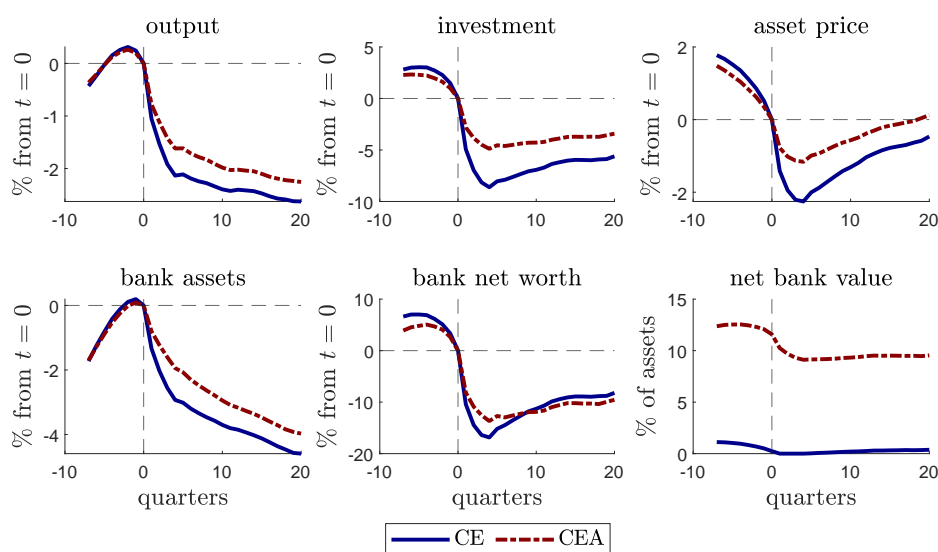 output
% from t = 0
0
-1
-2
-10
0
10
20
investment
% from t = 0
5
0
-5
-10
-10
0
10
20
asset price
% from t = 0
2
0
-2
-10
0
10
20
bank assets
% from t = 0
0
-2
-4
-10
0
10
20
quarters
bank net worth
% from t = 0
10
0
-10
-20
-10
0
10
20
quarters
net bank value
% of assets
15
10
5
0
-10
0
10
20
quarters
CE
CEA